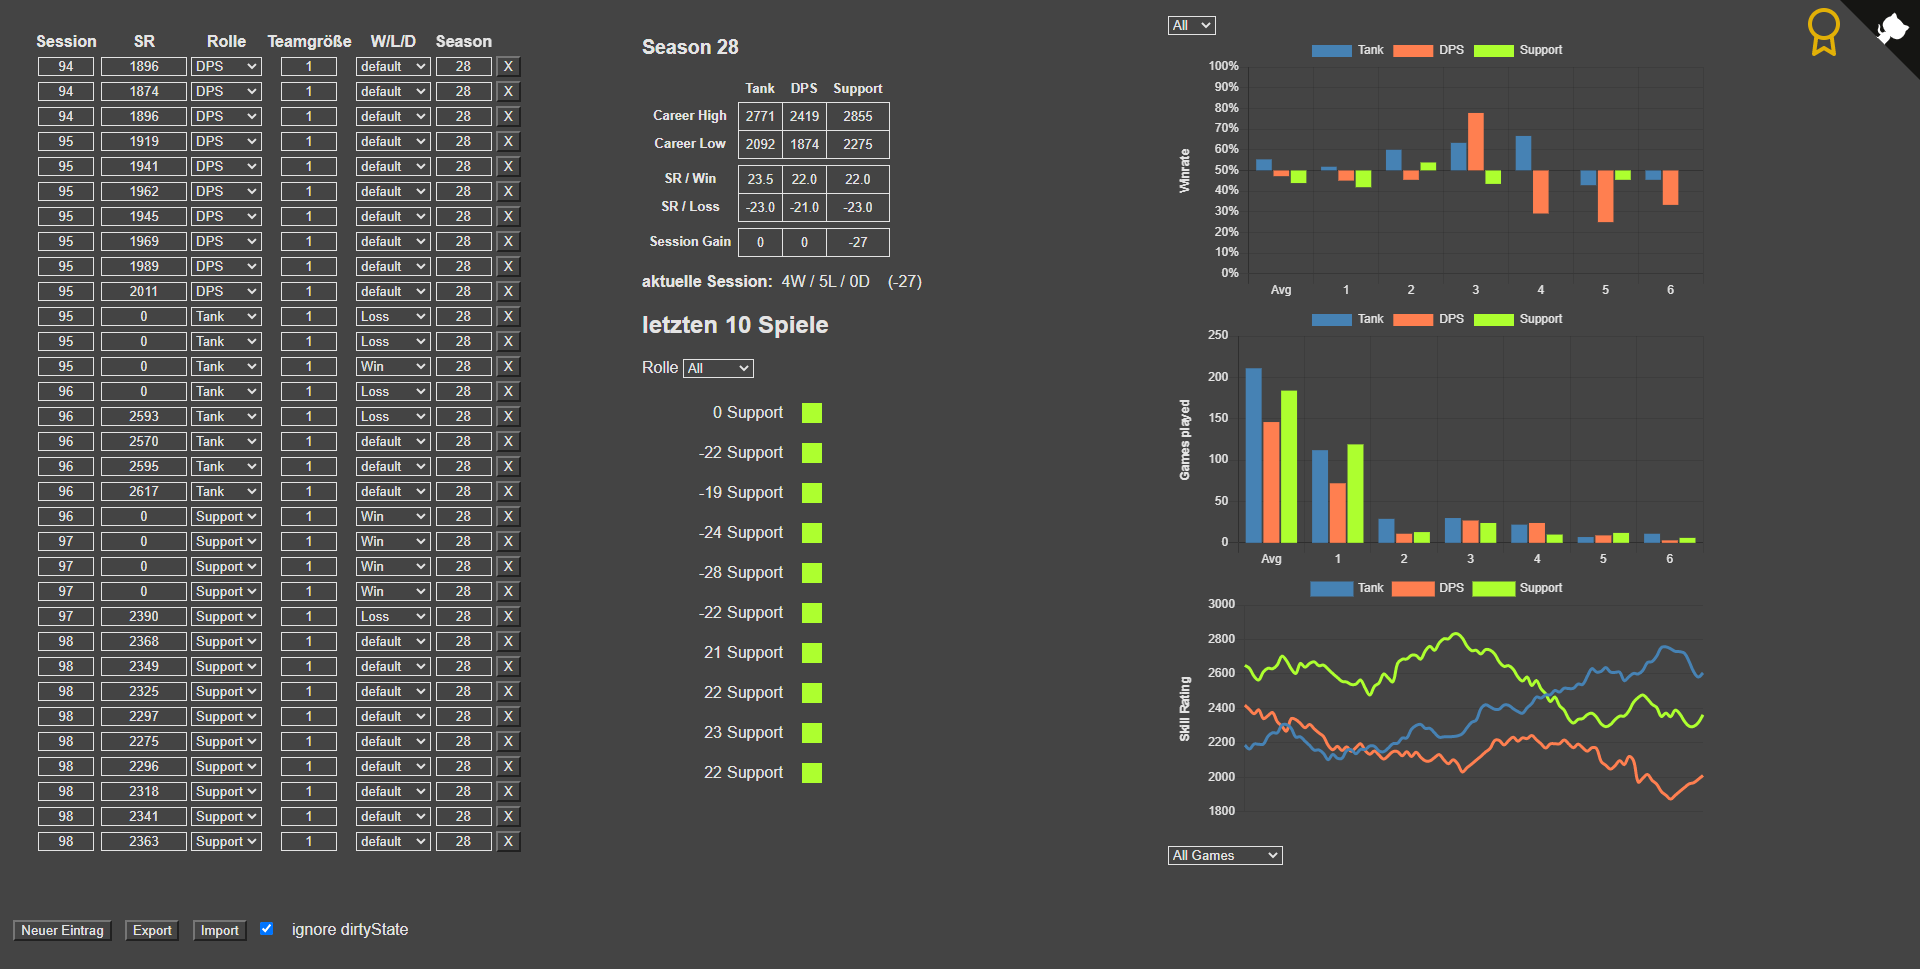 Session SR Rolle Teamgröße W/L/D Season
94 1896 DPS 1 default 28 X
94 1874 DPS 1 default 28 X
94 1896 DPS 1 default 28 X
95 1919 DPS 1 default 28 X
95 1941 DPS 1 default 28 X
95 1962 DPS 1 default 28 X
95 1945 DPS 1 default 28 X
95 1969 DPS 1 default 28 X
95 1989 DPS 1 default 28 X
95 2011 DPS 1 default 28 X
95 0 Tank 1 Loss 28 X
95 0 Tank 1 Loss 28 X
95 0 Tank 1 Win 28 X
96 0 Tank 1 Loss 28 X
96 2593 Tank 1 Loss 28 X
96 2570 Tank 1 default 28 X
96 2595 Tank 1 default 28 X
96 2617 Tank 1 default 28 X
96 0 Support 1 Win 28 X
97 0 Support 1 Win 28 X
97 0 Support 1 Win 28 X
97 0 Support 1 Win 28 X
97 2390 Support 1 Loss 28 X
98 2368 Support 1 default 28 X
98 2349 Support 1 default 28 X
98 2325 Support 1 default 28 X
98 2297 Support 1 default 28 X
98 2275 Support 1 default 28 X
98 2296 Support 1 default 28 X
98 2318 Support 1 default 28 X
98 2341 Support 1 default 28 X
98 2363 Support 1 default 28 X
Neuer Eintrag Export Import ignore dirtyState
Season 28
Tank DPS Support
Career High 2771 2419 2855
Career Low 2092 1874 2275
SR / Win 23.5 22.0 22.0
SR / Loss -23.0 -21.0 -23.0
Session Gain 0 0 -27
aktuelle Session: 4W / 5L / 0D (-27)
letzten 10 Spiele
Rolle All
0 Support
-22 Support
-19 Support
-24 Support
-28 Support
-22 Support
21 Support
22 Support
23 Support
22 Support
All
Tank DPS Support
Winrate
100%
90%
80%
70%
60%
50%
40%
30%
20%
10%
0%
Avg 1 2 3 4 5 6
Tank DPS Support
Games played
250
200
150
100
50
0
Avg 1 2 3 4 5 6
Tank DPS Support
Skill Rating
3000
2800
2600
2400
2200
2000
1800
All Games